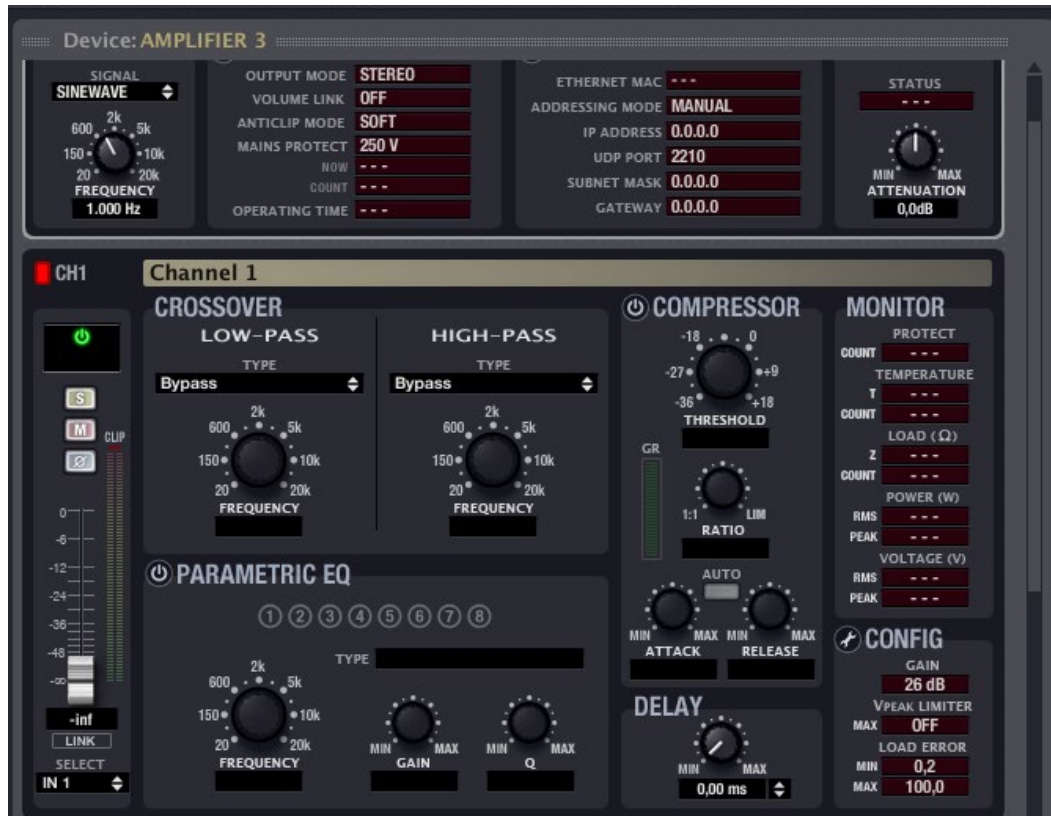 Device: AMPLIFIER 3
SIGNAL
SINEWAVE
600 2k 5k
150 10k
20 20k
FREQUENCY
1.000 Hz
OUTPUT MODE STEREO
VOLUME LINK OFF
ANTICLIP MODE SOFT
MAINS PROTECT 250 V
NOW - - -
COUNT - - -
OPERATING TIME - - -
ETHERNET MAC - - -
ADDRESSING MODE MANUAL
IP ADDRESS 0.0.0.0
UDP PORT 2210
SUBNET MASK 0.0.0.0
GATEWAY 0.0.0.0
STATUS
- - -
MIN MAX
ATTENUATION
0,0dB
CH1
Channel 1
S
M
CLIP
Ø
0
-6
-12
-24
-36
-48
-∞
-inf
LINK
SELECT
IN 1
CROSSOVER
LOW-PASS
TYPE
Bypass
600 2k 5k
150 10k
20 20k
FREQUENCY
HIGH-PASS
TYPE
Bypass
600 2k 5k
150 10k
20 20k
FREQUENCY
PARAMETRIC EQ
1 2 3 4 5 6 7 8
TYPE
600 2k 5k
150 10k
20 20k
FREQUENCY
MIN MAX
GAIN
MIN MAX
Q
COMPRESSOR
-18 0
-27 +9
-36 +18
THRESHOLD
GR
1:1 LIM
RATIO
AUTO
MIN MAX
ATTACK
MIN MAX
RELEASE
DELAY
MIN MAX
0,00 ms
MONITOR
PROTECT
COUNT - - -
TEMPERATURE
T - - -
COUNT - - -
LOAD (Ω)
Z - - -
COUNT - - -
POWER (W)
RMS - - -
PEAK - - -
VOLTAGE (V)
RMS - - -
PEAK - - -
CONFIG
GAIN
26 dB
VPEAK LIMITER
MAX OFF
LOAD ERROR
MIN 0,2
MAX 100,0